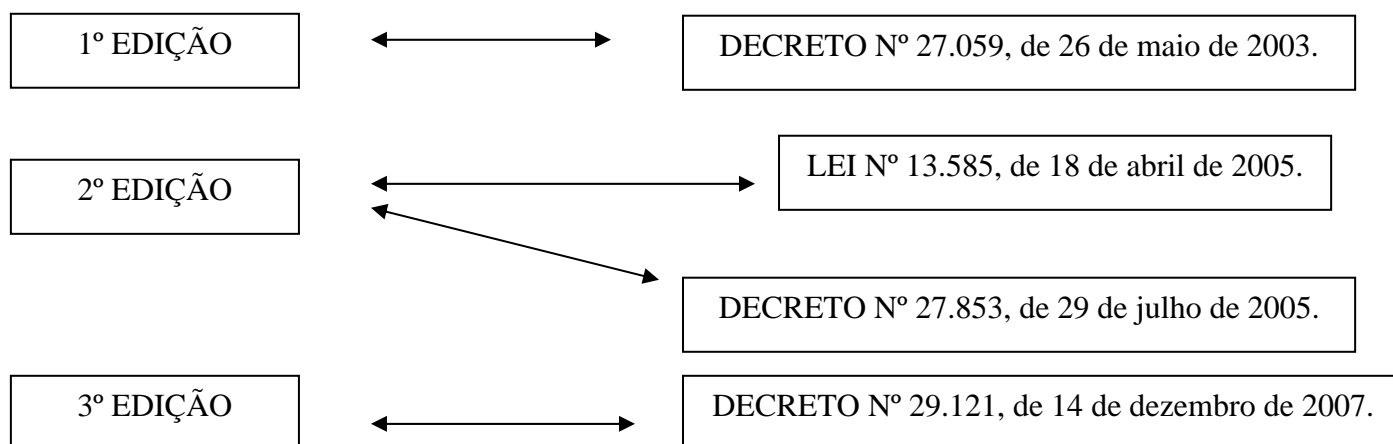 1º EDIÇÃO
DECRETO Nº 27.059, de 26 de maio de 2003.
2º EDIÇÃO
LEI Nº 13.585, de 18 de abril de 2005.
DECRETO Nº 27.853, de 29 de julho de 2005.
3º EDIÇÃO
DECRETO Nº 29.121, de 14 de dezembro de 2007.